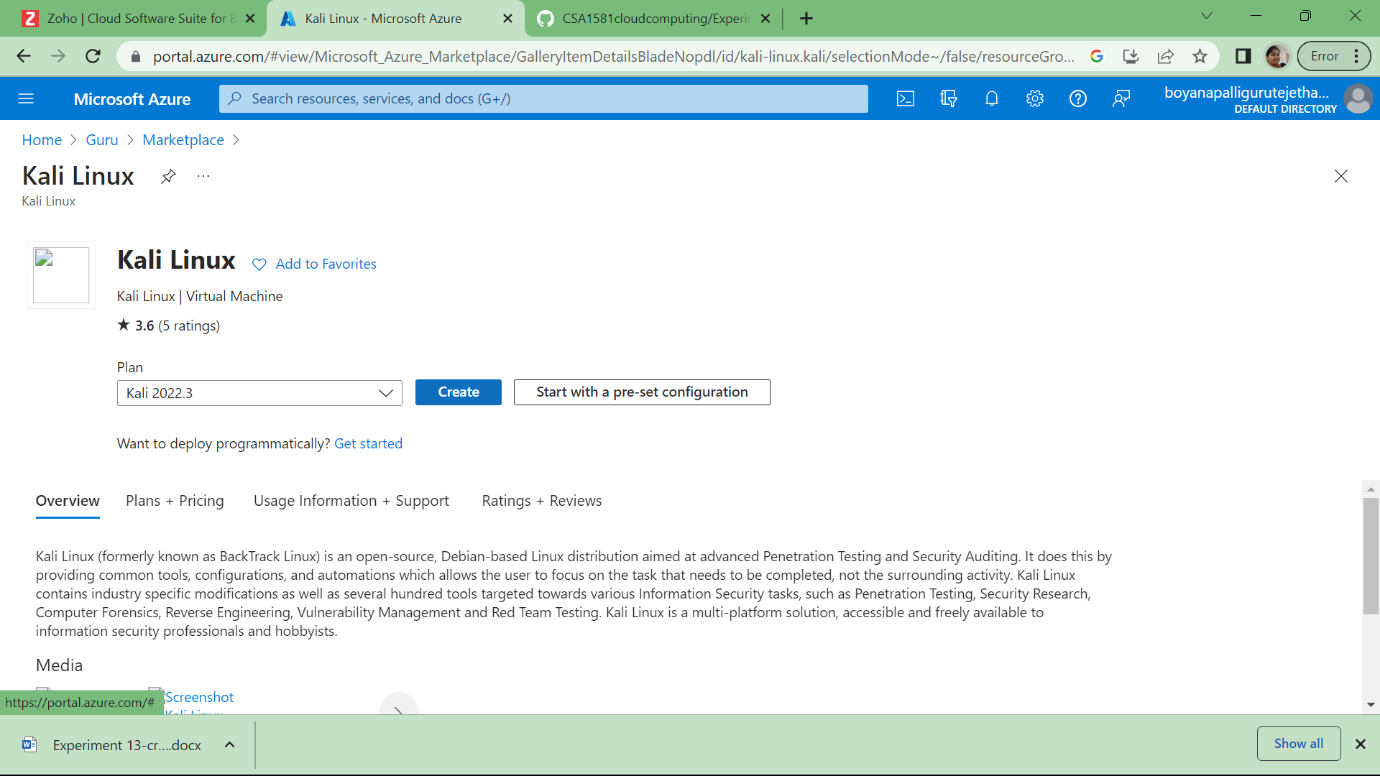 Zoho | Cloud Software Suite for B
Kali Linux - Microsoft Azure
CSA1581cloudcomputing/Experin
portal.azure.com/#view/Microsoft_Azure_Marketplace/GalleryItemDetailsBladeNopdl/id/kali-linux.kali/selectionMode~/false/resourceGro...
Error
Microsoft Azure
Search resources, services, and docs (G+/)
boyanapalligurutejetha...
DEFAULT DIRECTORY
Home > Guru > Marketplace >
Kali Linux
...
Kali Linux
Kali Linux
Add to Favorites
Kali Linux | Virtual Machine
★ 3.6 (5 ratings)
Plan
Kali 2022.3
Create
Start with a pre-set configuration
Want to deploy programmatically? Get started
Overview
Plans + Pricing
Usage Information + Support
Ratings + Reviews
Kali Linux (formerly known as BackTrack Linux) is an open-source, Debian-based Linux distribution aimed at advanced Penetration Testing and Security Auditing. It does this by
providing common tools, configurations, and automations which allows the user to focus on the task that needs to be completed, not the surrounding activity. Kali Linux
contains industry specific modifications as well as several hundred tools targeted towards various Information Security tasks, such as Penetration Testing, Security Research,
Computer Forensics, Reverse Engineering, Vulnerability Management and Red Team Testing. Kali Linux is a multi-platform solution, accessible and freely available to
information security professionals and hobbyists.
Media
Screenshot
Kali Linux
https://portal.azure.com/#
Experiment 13-cr....docx
Show all